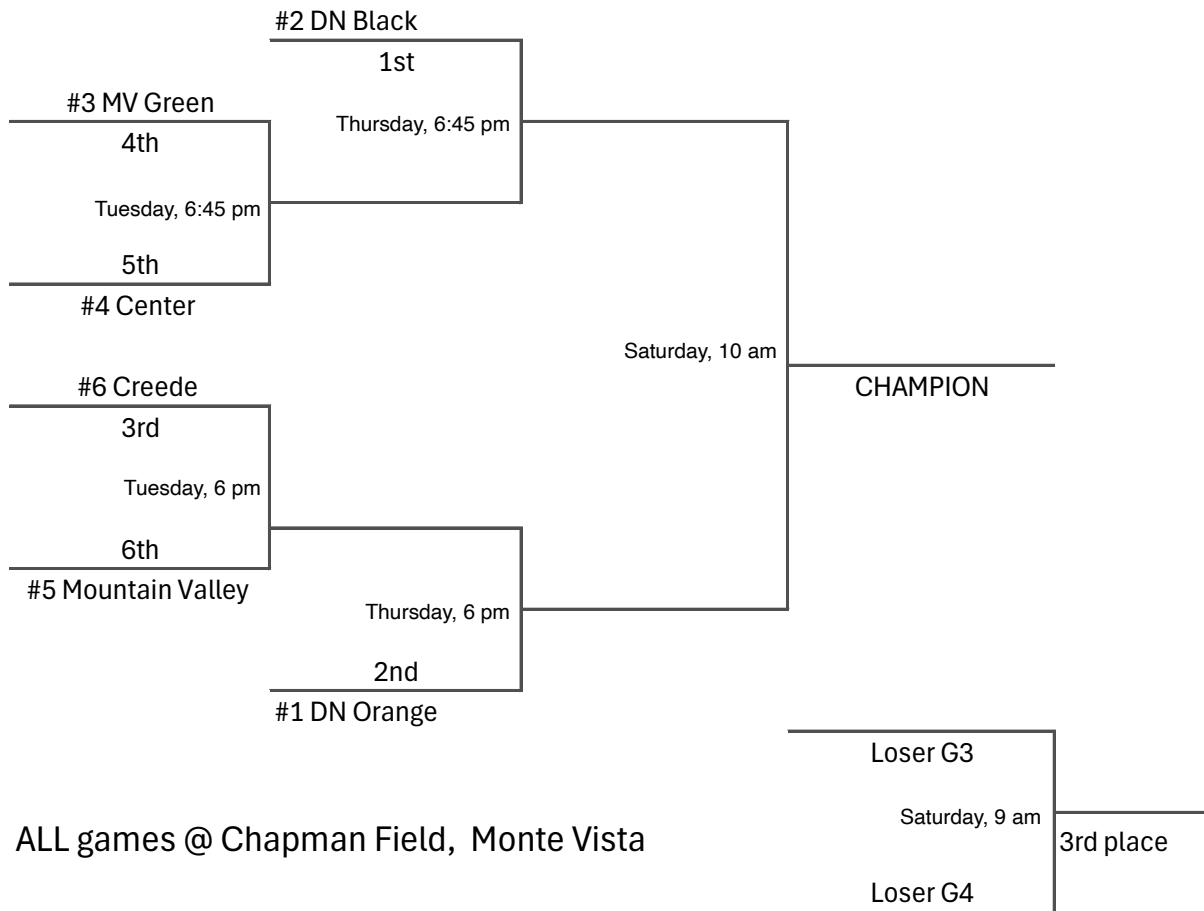 #2 DN Black
1st
#3 MV Green
Thursday, 6:45 pm
4th
Tuesday, 6:45 pm
5th
#4 Center
Saturday, 10 am
#6 Creede
CHAMPION
3rd
Tuesday, 6 pm
6th
#5 Mountain Valley
Thursday, 6 pm
2nd
#1 DN Orange
Loser G3
Saturday, 9 am
ALL games @ Chapman Field, Monte Vista
3rd place
Loser G4